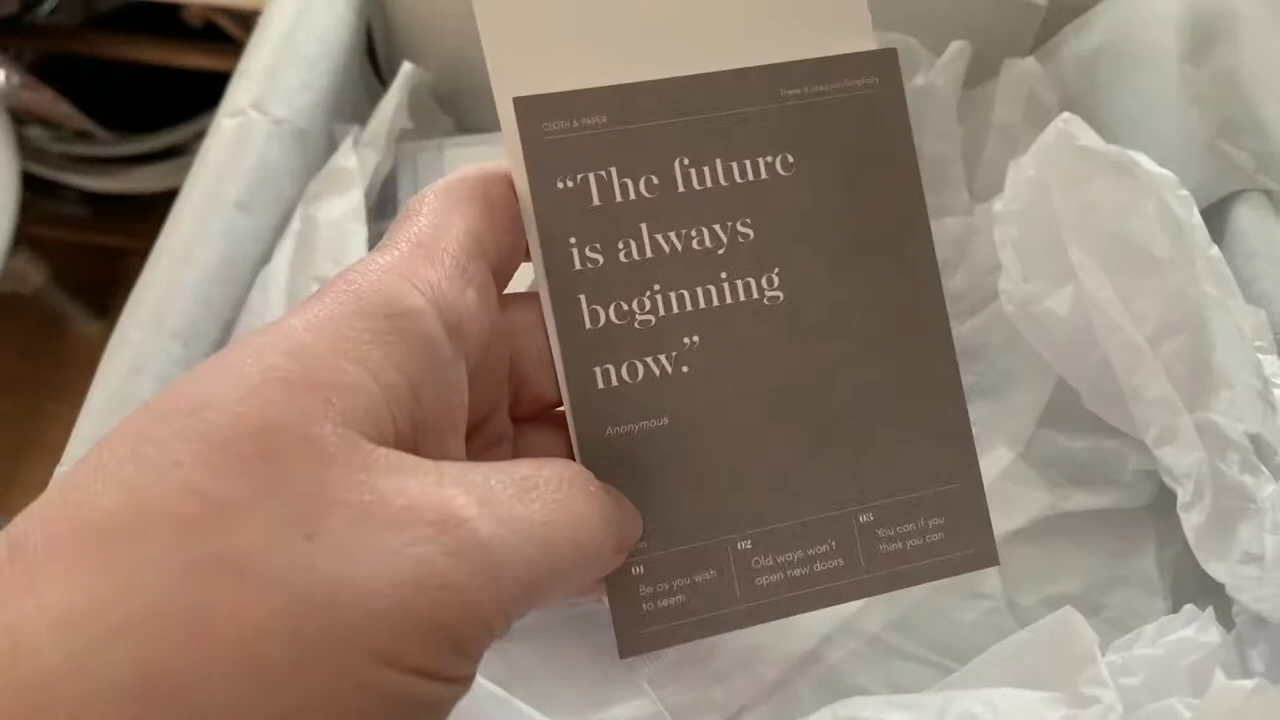 CLOTH & PAPER
“The future
is always
beginning
now.”
Anonymous
01
Be as you wish
to seem
02
Old ways won't
open new doors
03
You can if you
think you can